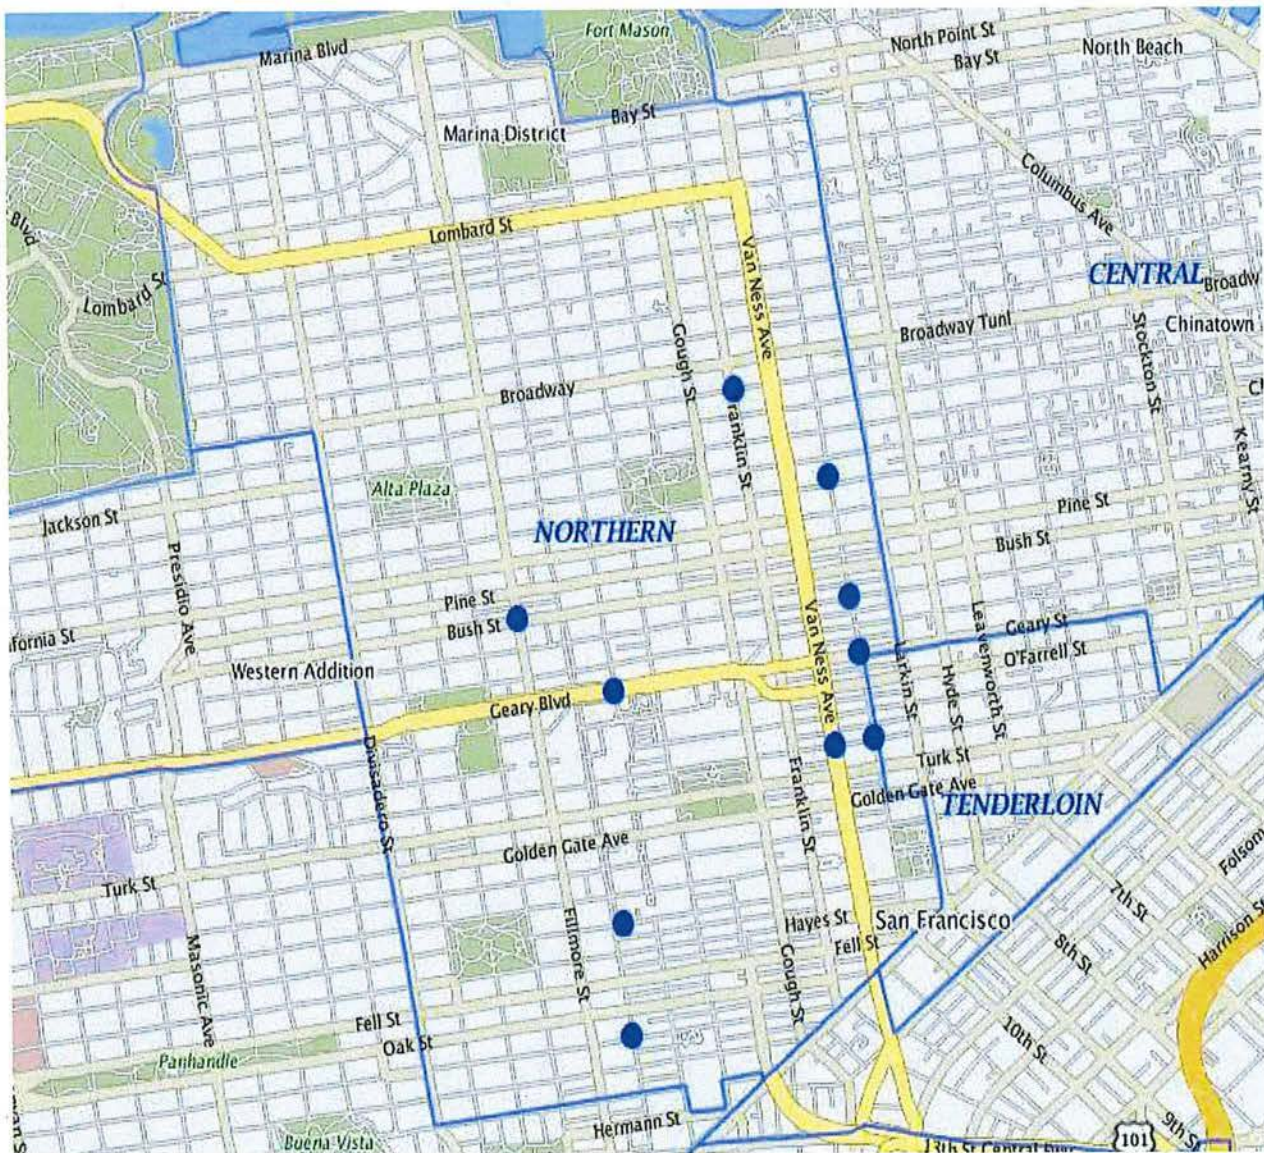 Fort Mason
North Point St
North Beach
Marina Blvd
Bay St
Bay St
Marina District
Columbus Ave
Blvd
Lombard St
Van Ness Ave
CENTRAL
Broadw
Lombard St
Broadway Tunl
Chinatown
Gough St
Stockton St
Broadway
Franklin St
Kearny St
Alta Plaza
Jackson St
NORTHERN
Pine St
Bush St
Presidio Ave
Pine St
Bush St
ifornia St
Van Ness Ave
Leavenworth St
Geary St
O'Farrell St
Western Addition
Larkin St
Hyde St
Geary Blvd
Divisadero St
Franklin St
Turk St
Golden Gate Ave
TENDERLOIN
Golden Gate Ave
Turk St
Folsom
7th St
Fillmore St
Hayes St
San Francisco
Harrison St
Masonic Ave
Fell St
8th St
Gough St
Fell St
Oak St
10th St
Panhandle
Hermann St
Buena Vista
101
9th St
13th St Central Fwy